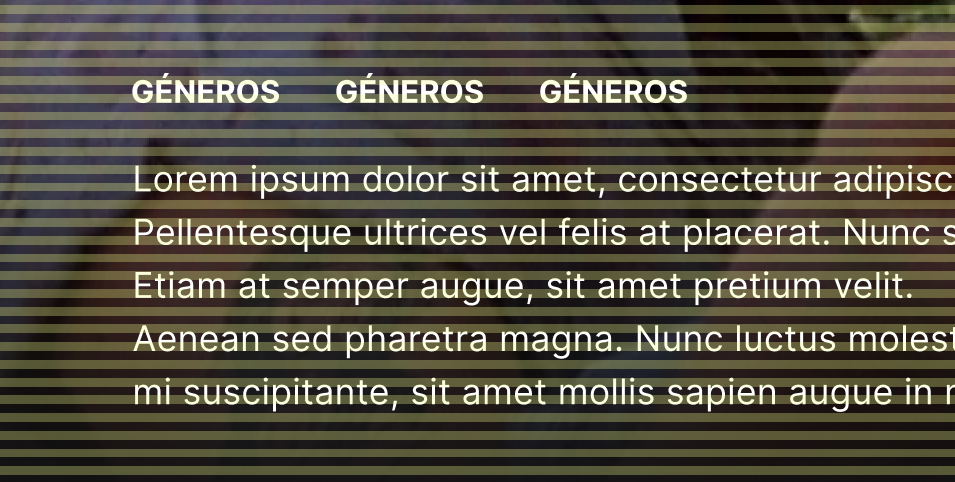 GÉNEROS GÉNEROS GÉNEROS
Lorem ipsum dolor sit amet, consectetur adipisc
Pellentesque ultrices vel felis at placerat. Nunc s
Etiam at semper augue, sit amet pretium velit.
Aenean sed pharetra magna. Nunc luctus molest
mi suscipitante, sit amet mollis sapien augue in